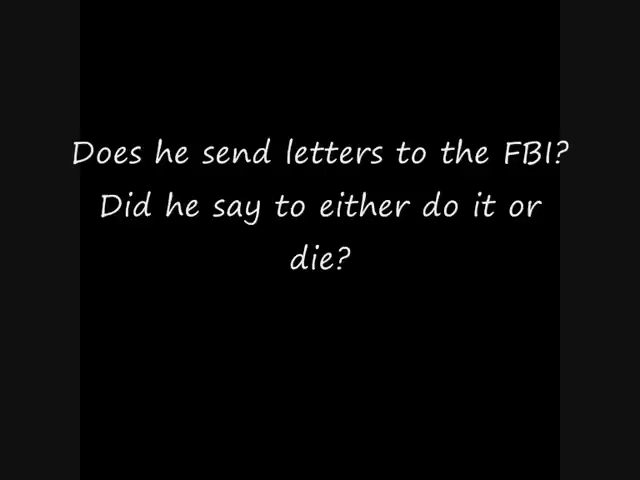 Does he send letters to the FBI?
Did he say to either do it or
die?